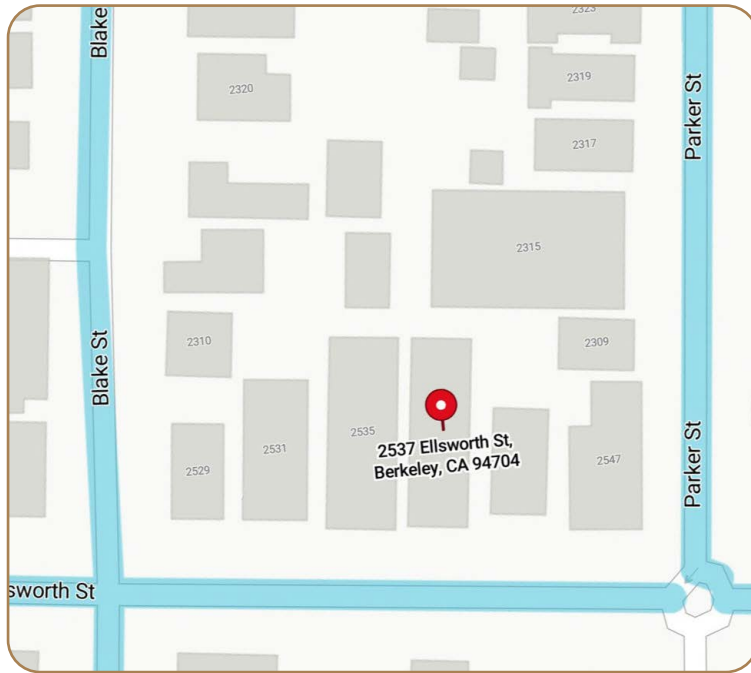 Blake
2323
2320
2319
Parker St
2317
2315
2310
2309
Blake St
2535
2531
2537 Ellsworth St,
Berkeley, CA 94704
2529
2547
Parker St
sworth St